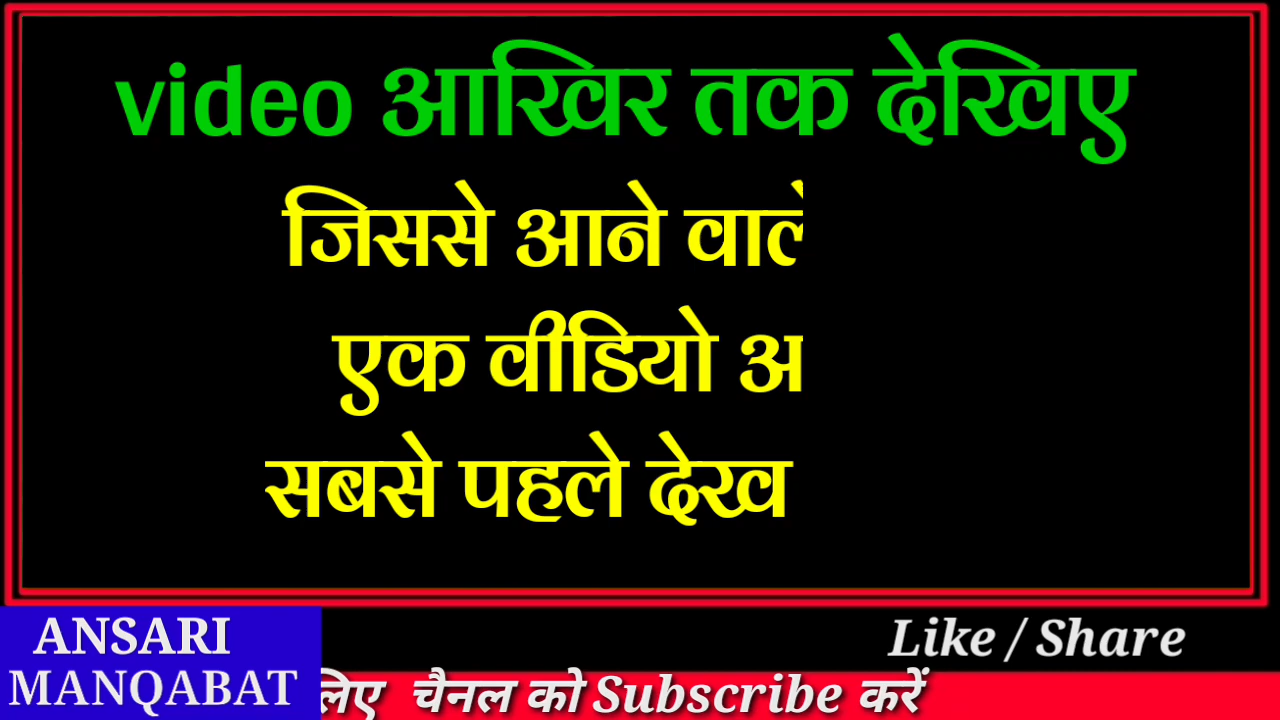 video आखिर तक देखिए
जिससे आने वाले
एक वीडियो
सबसे पहले देख
ANSARI
MANQABAT
Like / Share
चैनल को Subscribe करें